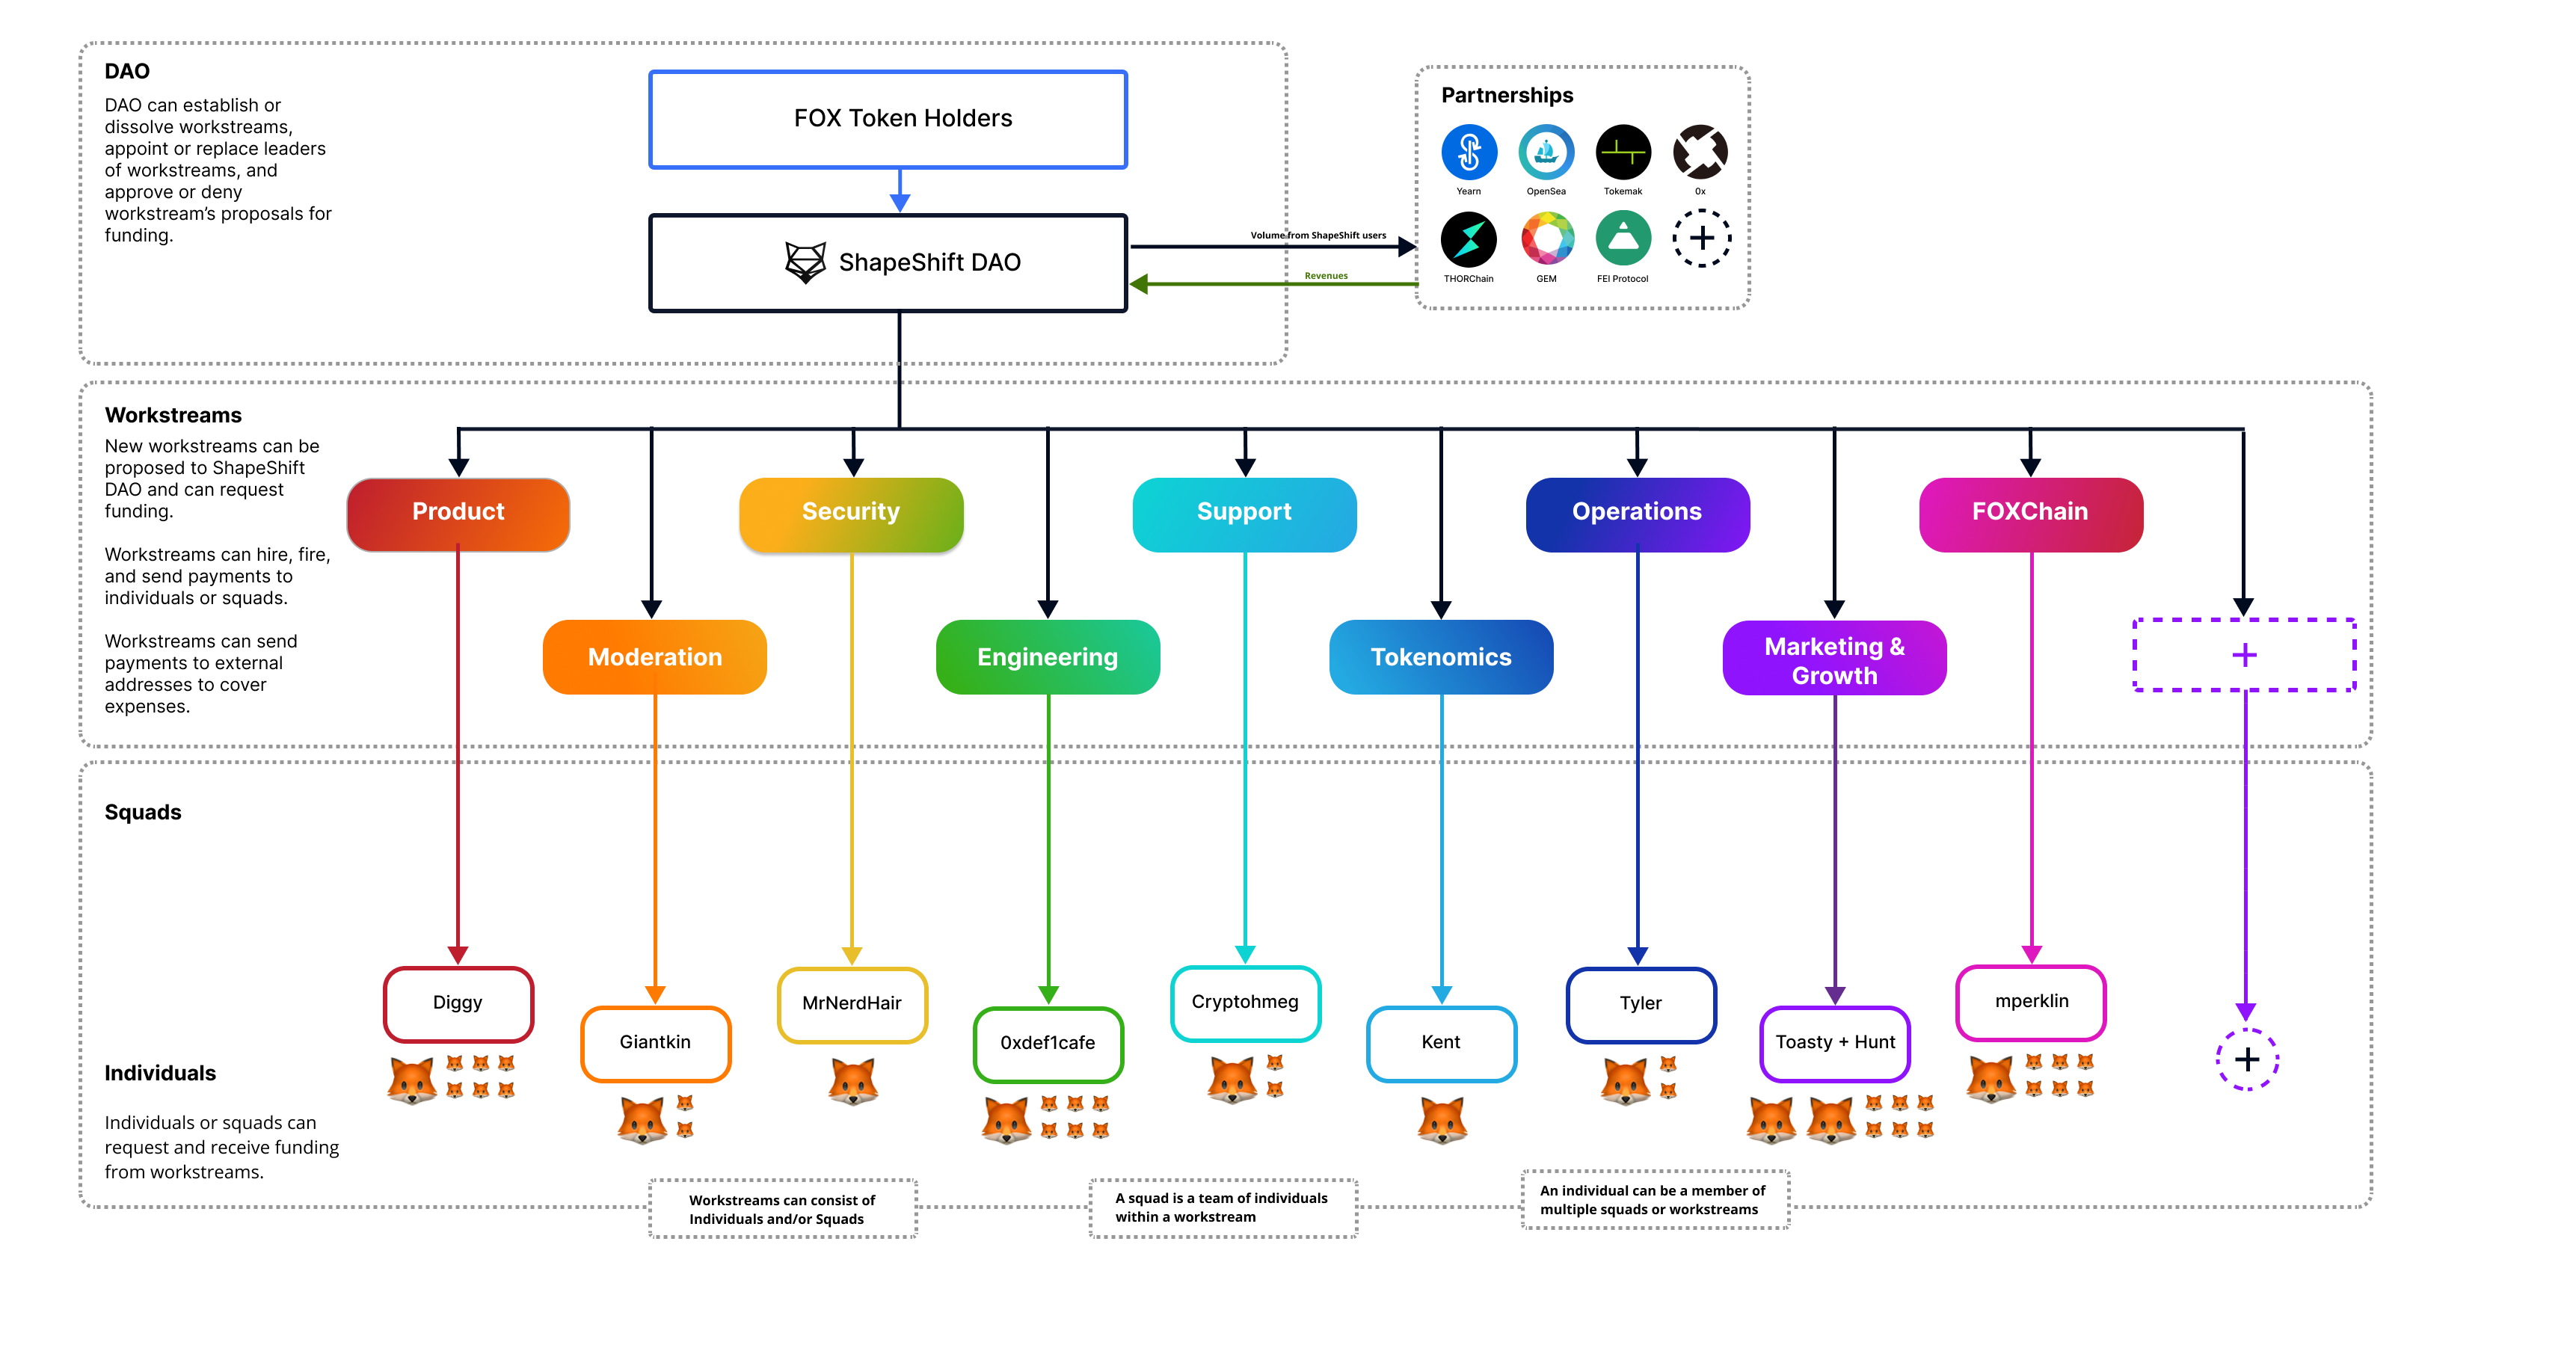 DAO
DAO can establish or
dissolve workstreams,
appoint or replace leaders
of workstreams, and
approve or deny
workstream’s proposals for
funding.
FOX Token Holders
ShapeShift DAO
Volume from ShapeShift users
Revenues
Partnerships
Yearn
OpenSea
Tokemak
0x
THORChain
GEM
FEI Protocol
Workstreams
New workstreams can be
proposed to ShapeShift
DAO and can request
funding.
Workstreams can hire, fire,
and send payments to
individuals or squads.
Workstreams can send
payments to external
addresses to cover
expenses.
Product
Security
Support
Operations
FOXChain
Moderation
Engineering
Tokenomics
Marketing &
Growth
Squads
Diggy
MrNerdHair
Cryptohmeg
Tyler
mperklin
Giantkin
0xdef1cafe
Kent
Toasty + Hunt
Individuals
Individuals or squads can
request and receive funding
from workstreams.
Workstreams can consist of
Individuals and/or Squads
A squad is a team of individuals
within a workstream
An individual can be a member of
multiple squads or workstreams